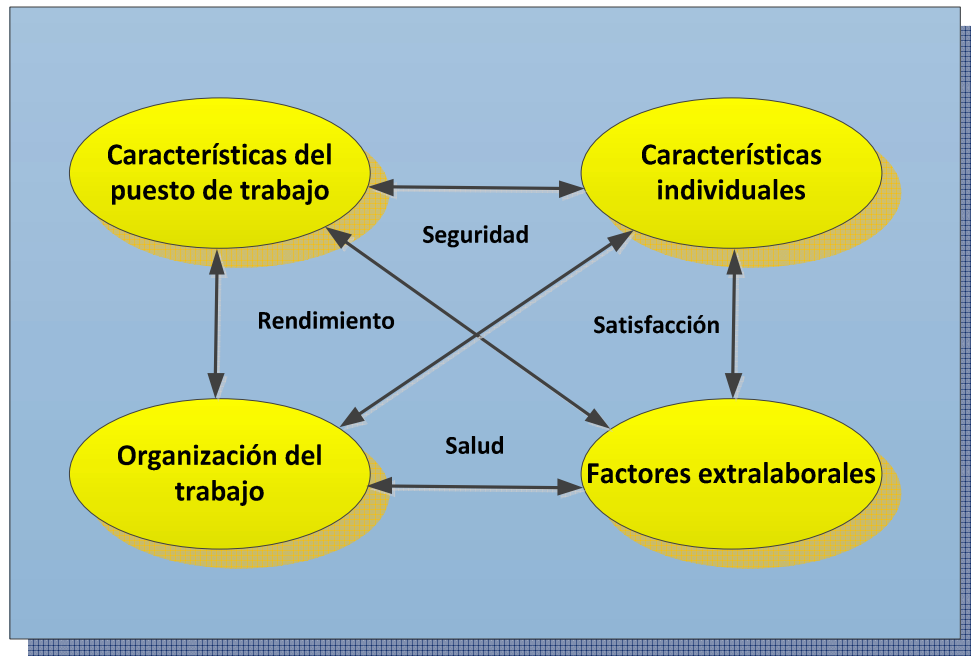 Características del
puesto de trabajo
Características
individuales
Seguridad
Rendimiento
Satisfacción
Salud
Organización del
trabajo
Factores extralaborales